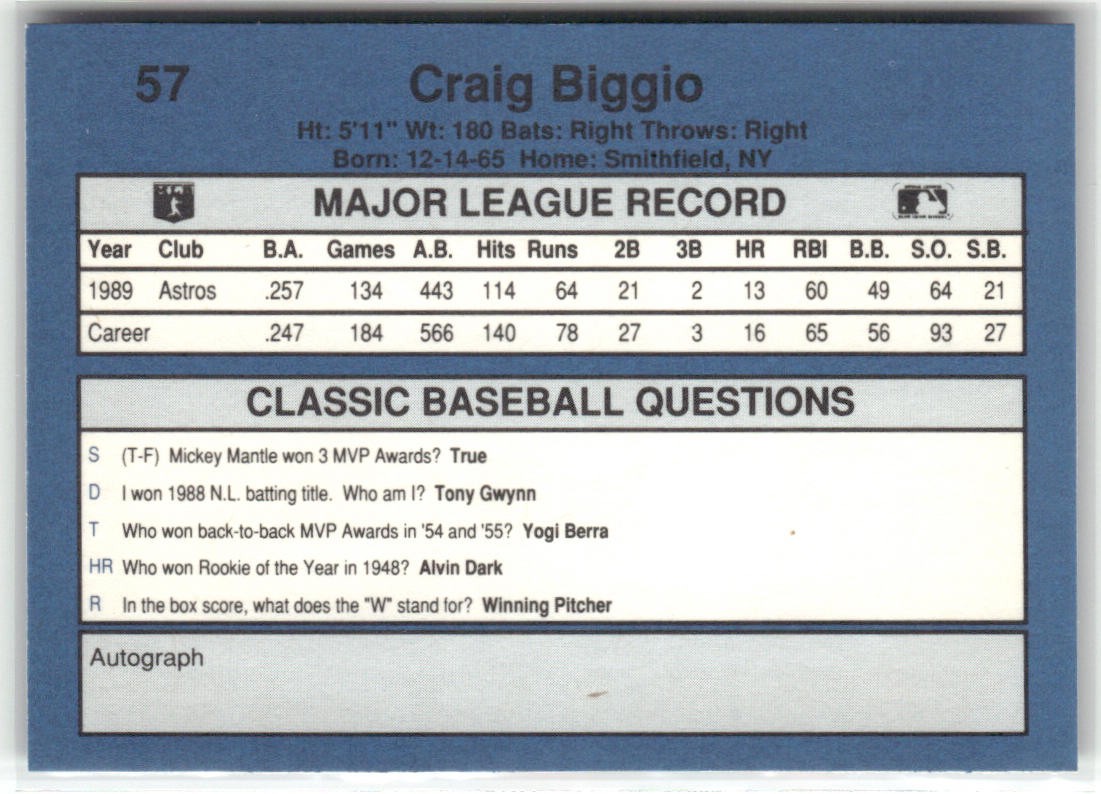 57 Craig Biggio
Ht: 5'11" Wt: 180 Bats: Right Throws: Right
Born: 12-14-65 Home: Smithfield, NY
MAJOR LEAGUE RECORD
Year Club B.A. Games A.B. Hits Runs 2B 3B HR RBI B.B. S.O. S.B.
1989 Astros .257 134 443 114 64 21 2 13 60 49 64 21
Career .247 184 566 140 78 27 3 16 65 56 93 27
CLASSIC BASEBALL QUESTIONS
S (T-F) Mickey Mantle won 3 MVP Awards? True
D I won 1988 N.L. batting title. Who am I? Tony Gwynn
T Who won back-to-back MVP Awards in '54 and '55? Yogi Berra
HR Who won Rookie of the Year in 1948? Alvin Dark
R In the box score, what does the "W" stand for? Winning Pitcher
Autograph